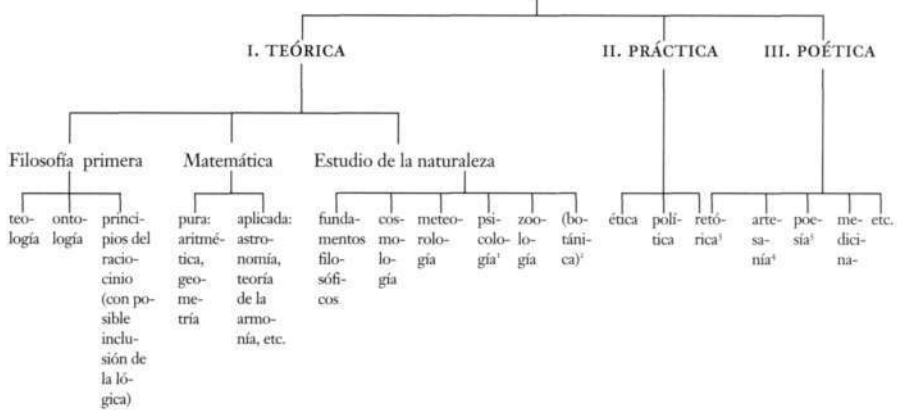 I. TEÓRICA
II. PRÁCTICA
III. POÉTICA
Filosofía primera
Matemática
Estudio de la naturaleza
teo-
logía
onto-
logía
princi-
pios del
racio-
cinio
(con po-
sible
inclu-
sión de
la ló-
gica)
pura:
aritmé-
tica,
geo-
me-
tría
aplicada:
astro-
nomía,
teoría
de la
armo-
nía, etc.
funda-
mentos
filo-
sófi-
cos
cos-
mo-
lo-
gía
meteo-
rolo-
gía
psi-
colo-
gía¹
zoo-
lo-
gía
(bo-
táni-
ca)²
ética
polí-
tica
retó-
rica³
arte-
sa-
nía⁴
poe-
sía⁵
me-
dici-
na-
etc.